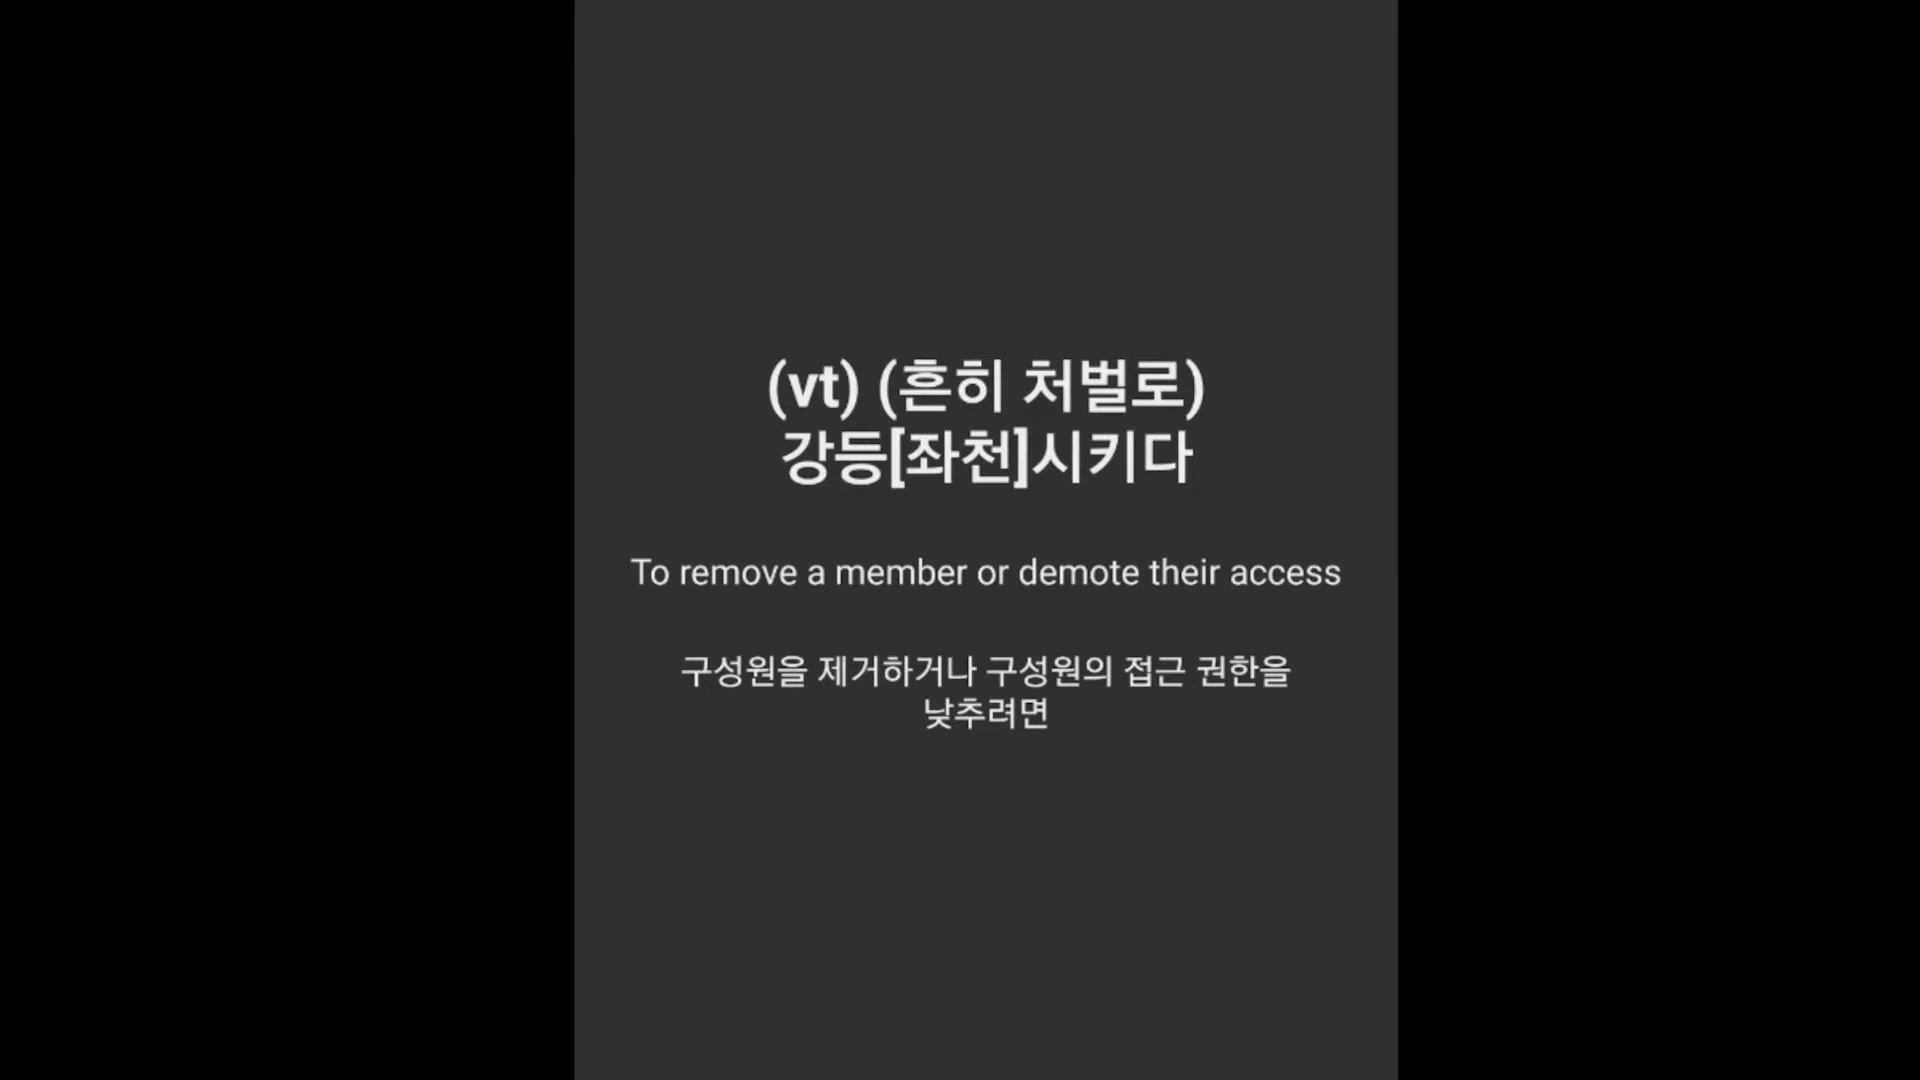 (vt) (흔히 처벌로)
강등[좌천]시키다
To remove a member or demote their access
구성원을 제거하거나 구성원의 접근 권한을
낮추려면